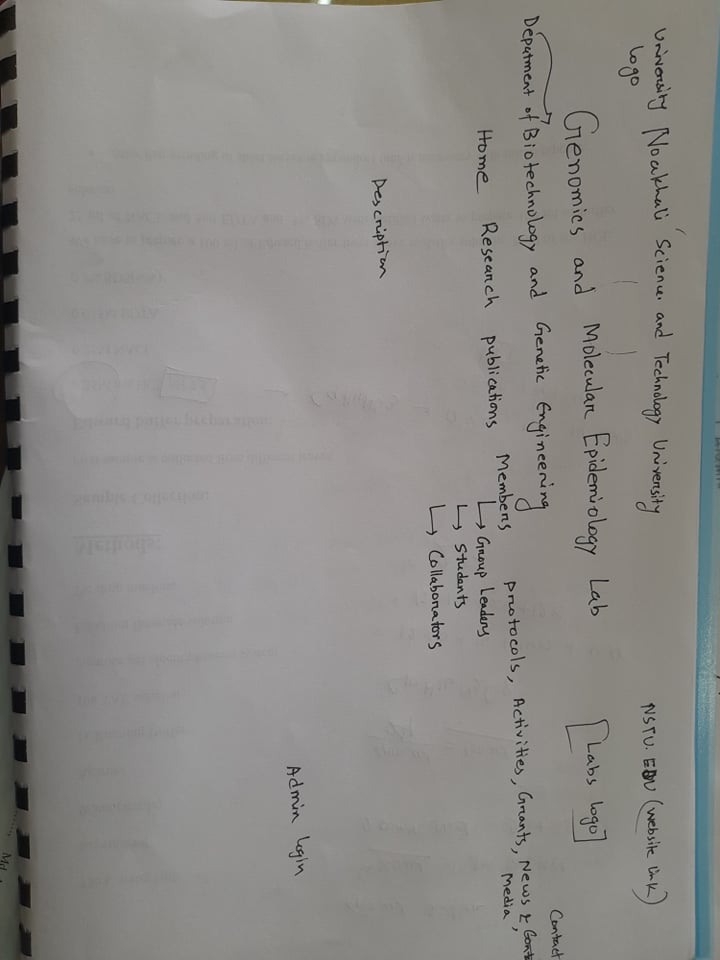 University Noakhali Science and Technology University
logo
NSTU. EDU (website link)
Genomics and Molecular Epidemiology Lab
[Labs logo]
Depatment of Biotechnology and Genetic Engineering
Contact
Home Research publications Members protocols, Activities, Grants, News &
Media,
Group Leaders
Students
Collaborators
Description
Admin login
Md.